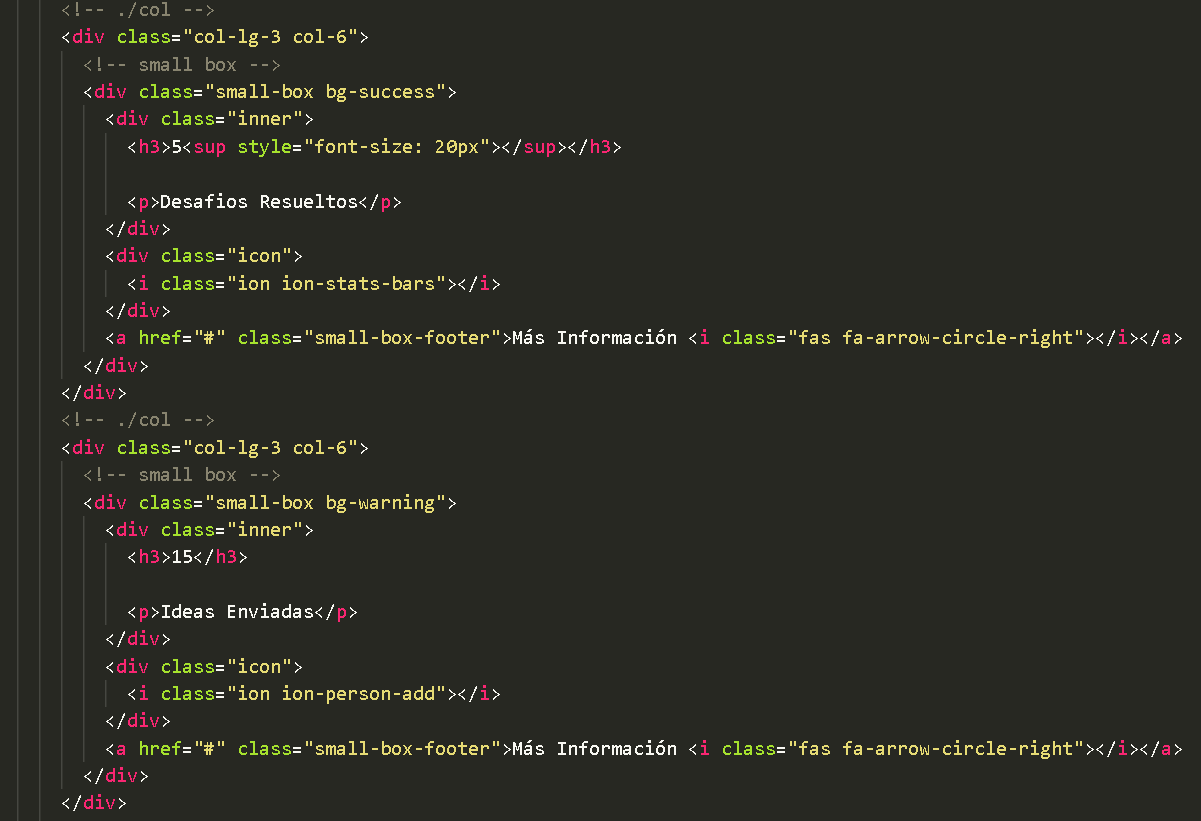 <!-- ./col -->
<div class="col-lg-3 col-6">
<!-- small box -->
<div class="small-box bg-success">
<div class="inner">
<h3>5<sup style="font-size: 20px"></sup></h3>
<p>Desafios Resueltos</p>
</div>
<div class="icon">
<i class="ion ion-stats-bars"></i>
</div>
<a href="#" class="small-box-footer">Más Información <i class="fas fa-arrow-circle-right"></i></a>
</div>
</div>
<!-- ./col -->
<div class="col-lg-3 col-6">
<!-- small box -->
<div class="small-box bg-warning">
<div class="inner">
<h3>15</h3>
<p>Ideas Enviadas</p>
</div>
<div class="icon">
<i class="ion ion-person-add"></i>
</div>
<a href="#" class="small-box-footer">Más Información <i class="fas fa-arrow-circle-right"></i></a>
</div>
</div>